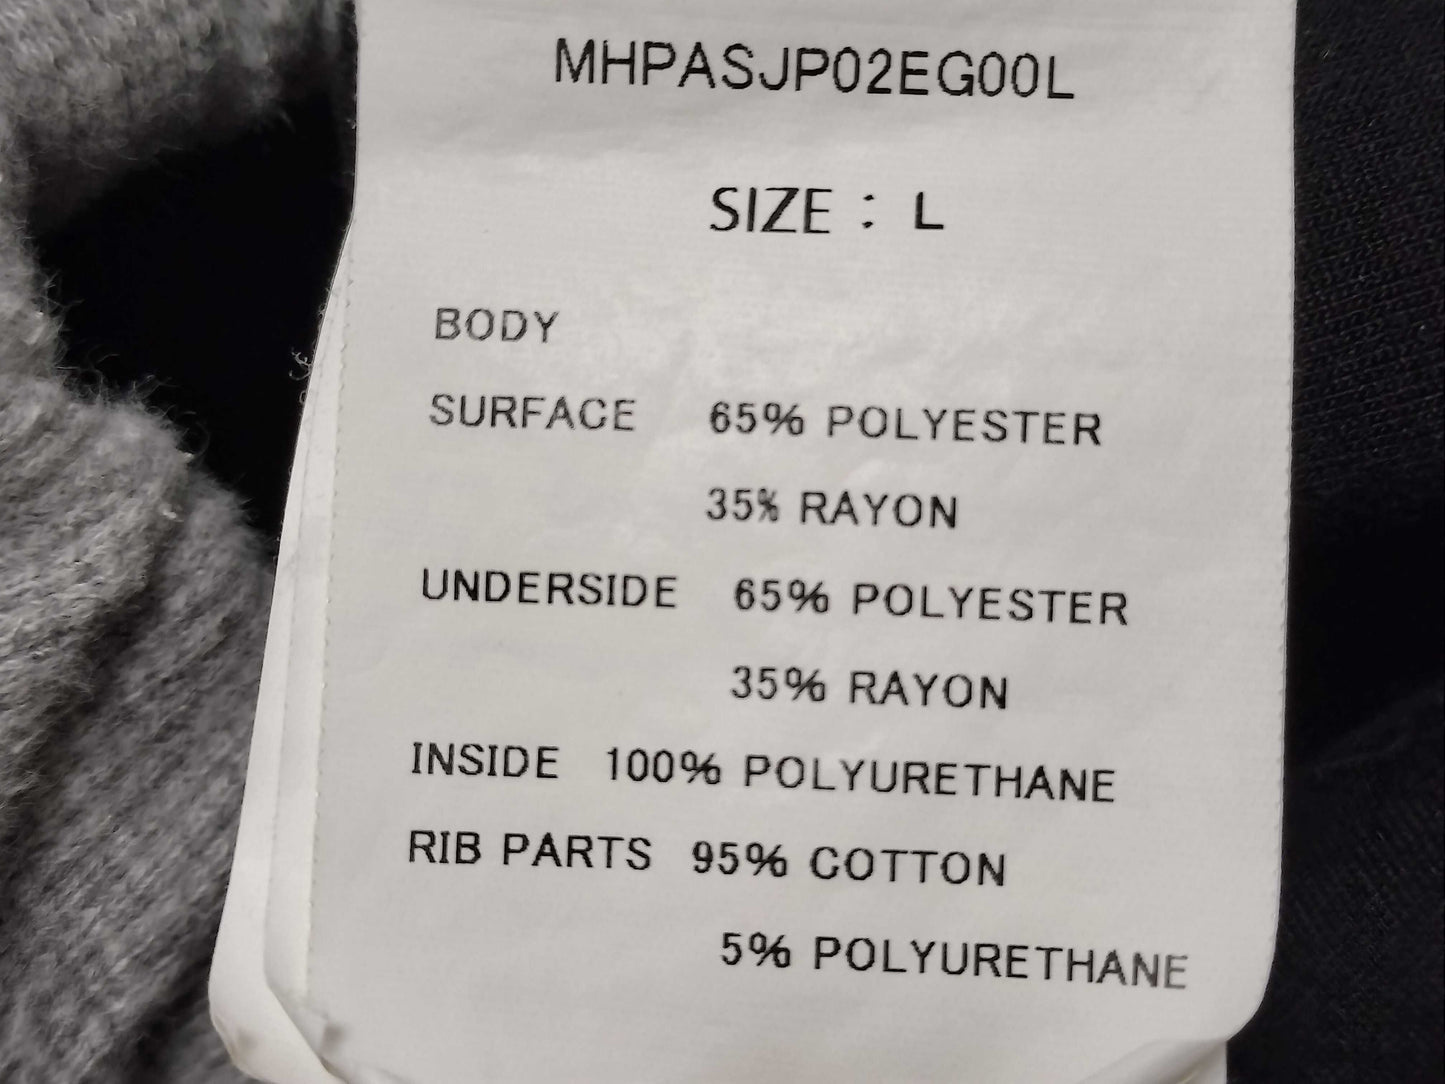 MHPASJP02EG00L
SIZE : L
BODY
SURFACE 65% POLYESTER
35% RAYON
UNDERSIDE 65% POLYESTER
35% RAYON
INSIDE 100% POLYURETHANE
RIB PARTS 95% COTTON
5% POLYURETHANE